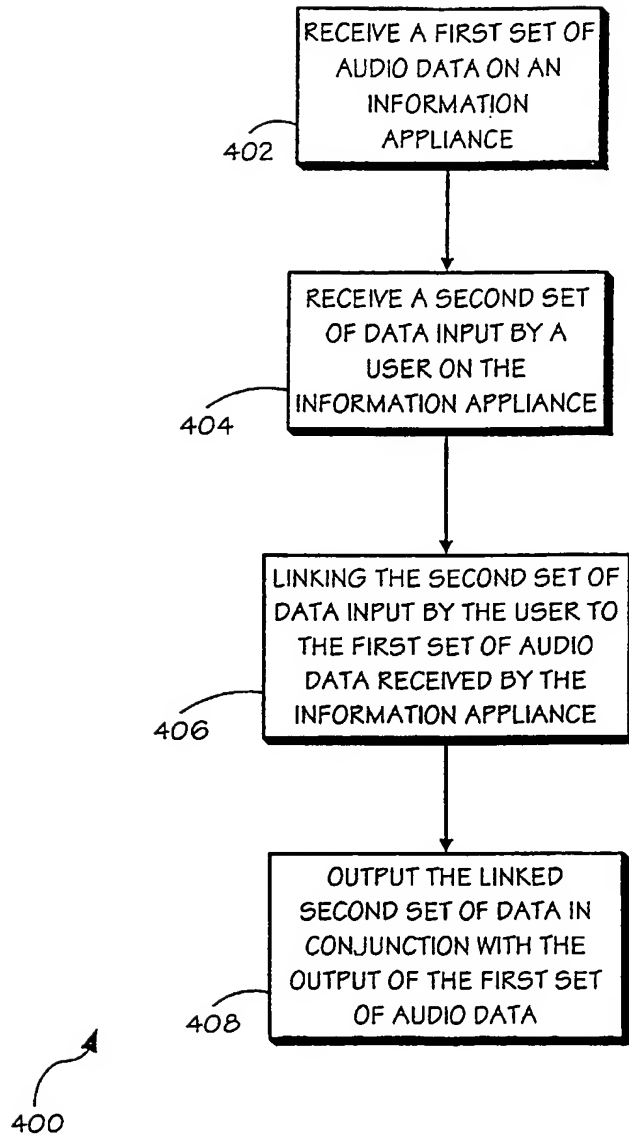 RECEIVE A FIRST SET OF
AUDIO DATA ON AN
INFORMATION
APPLIANCE
402
RECEIVE A SECOND SET
OF DATA INPUT BY A
USER ON THE
INFORMATION APPLIANCE
404
LINKING THE SECOND SET OF
DATA INPUT BY THE USER TO
THE FIRST SET OF AUDIO
DATA RECEIVED BY THE
INFORMATION APPLIANCE
406
OUTPUT THE LINKED
SECOND SET OF DATA IN
CONJUNCTION WITH THE
OUTPUT OF THE FIRST SET
OF AUDIO DATA
408
400